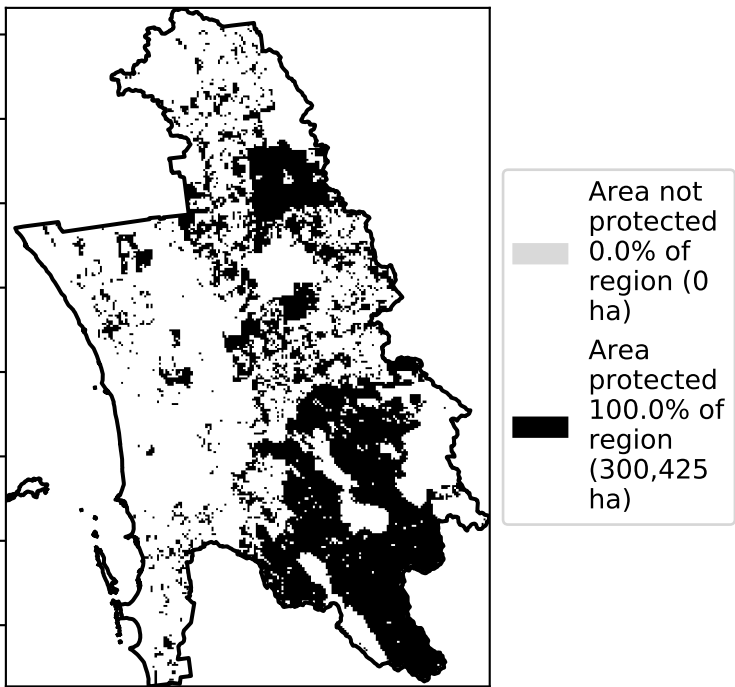 Area not
protected
0.0% of
region (0
ha)
Area
protected
100.0% of
region
(300,425
ha)